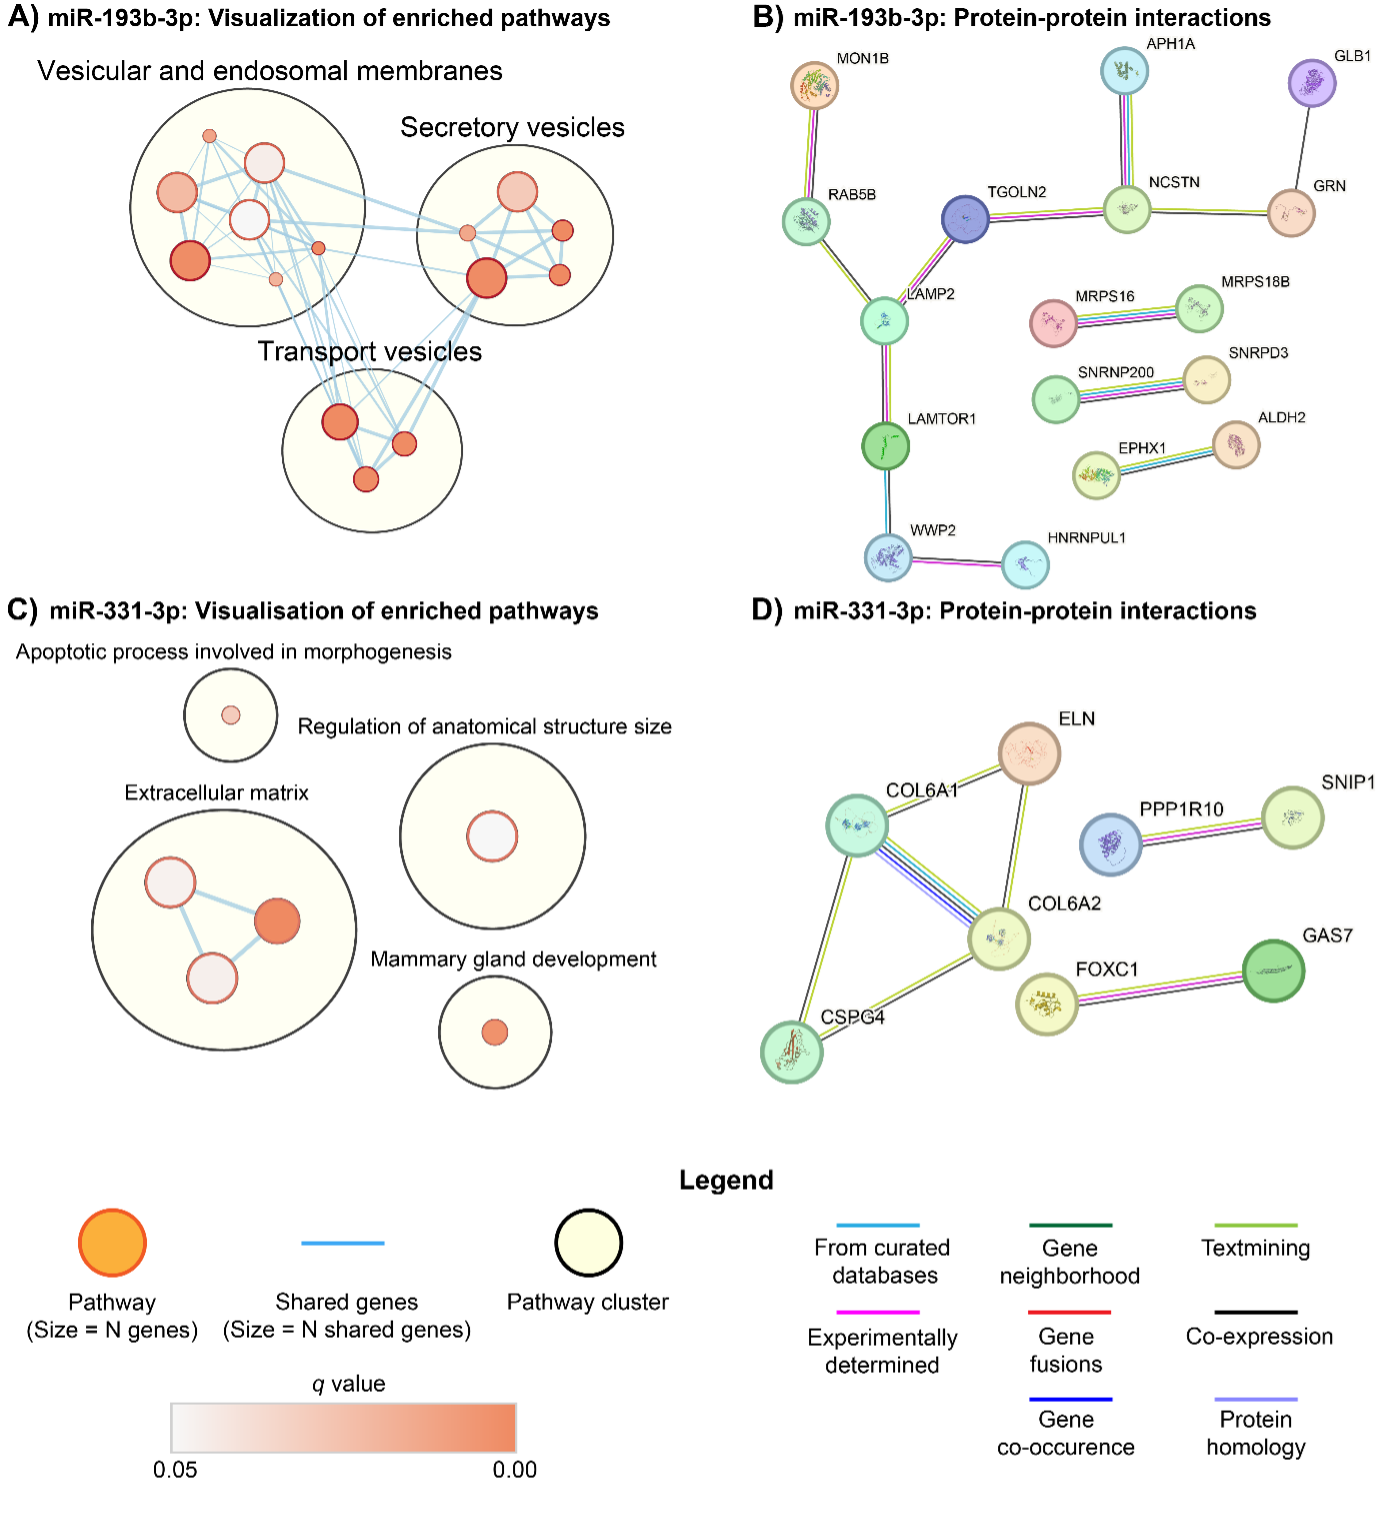 A) miR-193b-3p: Visualization of enriched pathways
Vesicular and endosomal membranes
Secretory vesicles
Transport vesicles
B) miR-193b-3p: Protein-protein interactions
MON1B
APH1A
GLB1
RAB5B
TGOLN2
NCSTN
GRN
LAMP2
MRPS16
MRPS18B
SNRNP200
SNRPD3
LAMTOR1
EPHX1
ALDH2
WWP2
HNRNPUL1
C) miR-331-3p: Visualisation of enriched pathways
Apoptotic process involved in morphogenesis
Regulation of anatomical structure size
Extracellular matrix
Mammary gland development
D) miR-331-3p: Protein-protein interactions
ELN
COL6A1
SNIP1
PPP1R10
COL6A2
GAS7
FOXC1
CSPG4
Legend
Pathway
(Size = N genes)
Shared genes
(Size = N shared genes)
Pathway cluster
q value
0.05
0.00
From curated
databases
Gene
neighborhood
Textmining
Experimentally
determined
Gene
fusions
Co-expression
Gene
co-occurence
Protein
homology